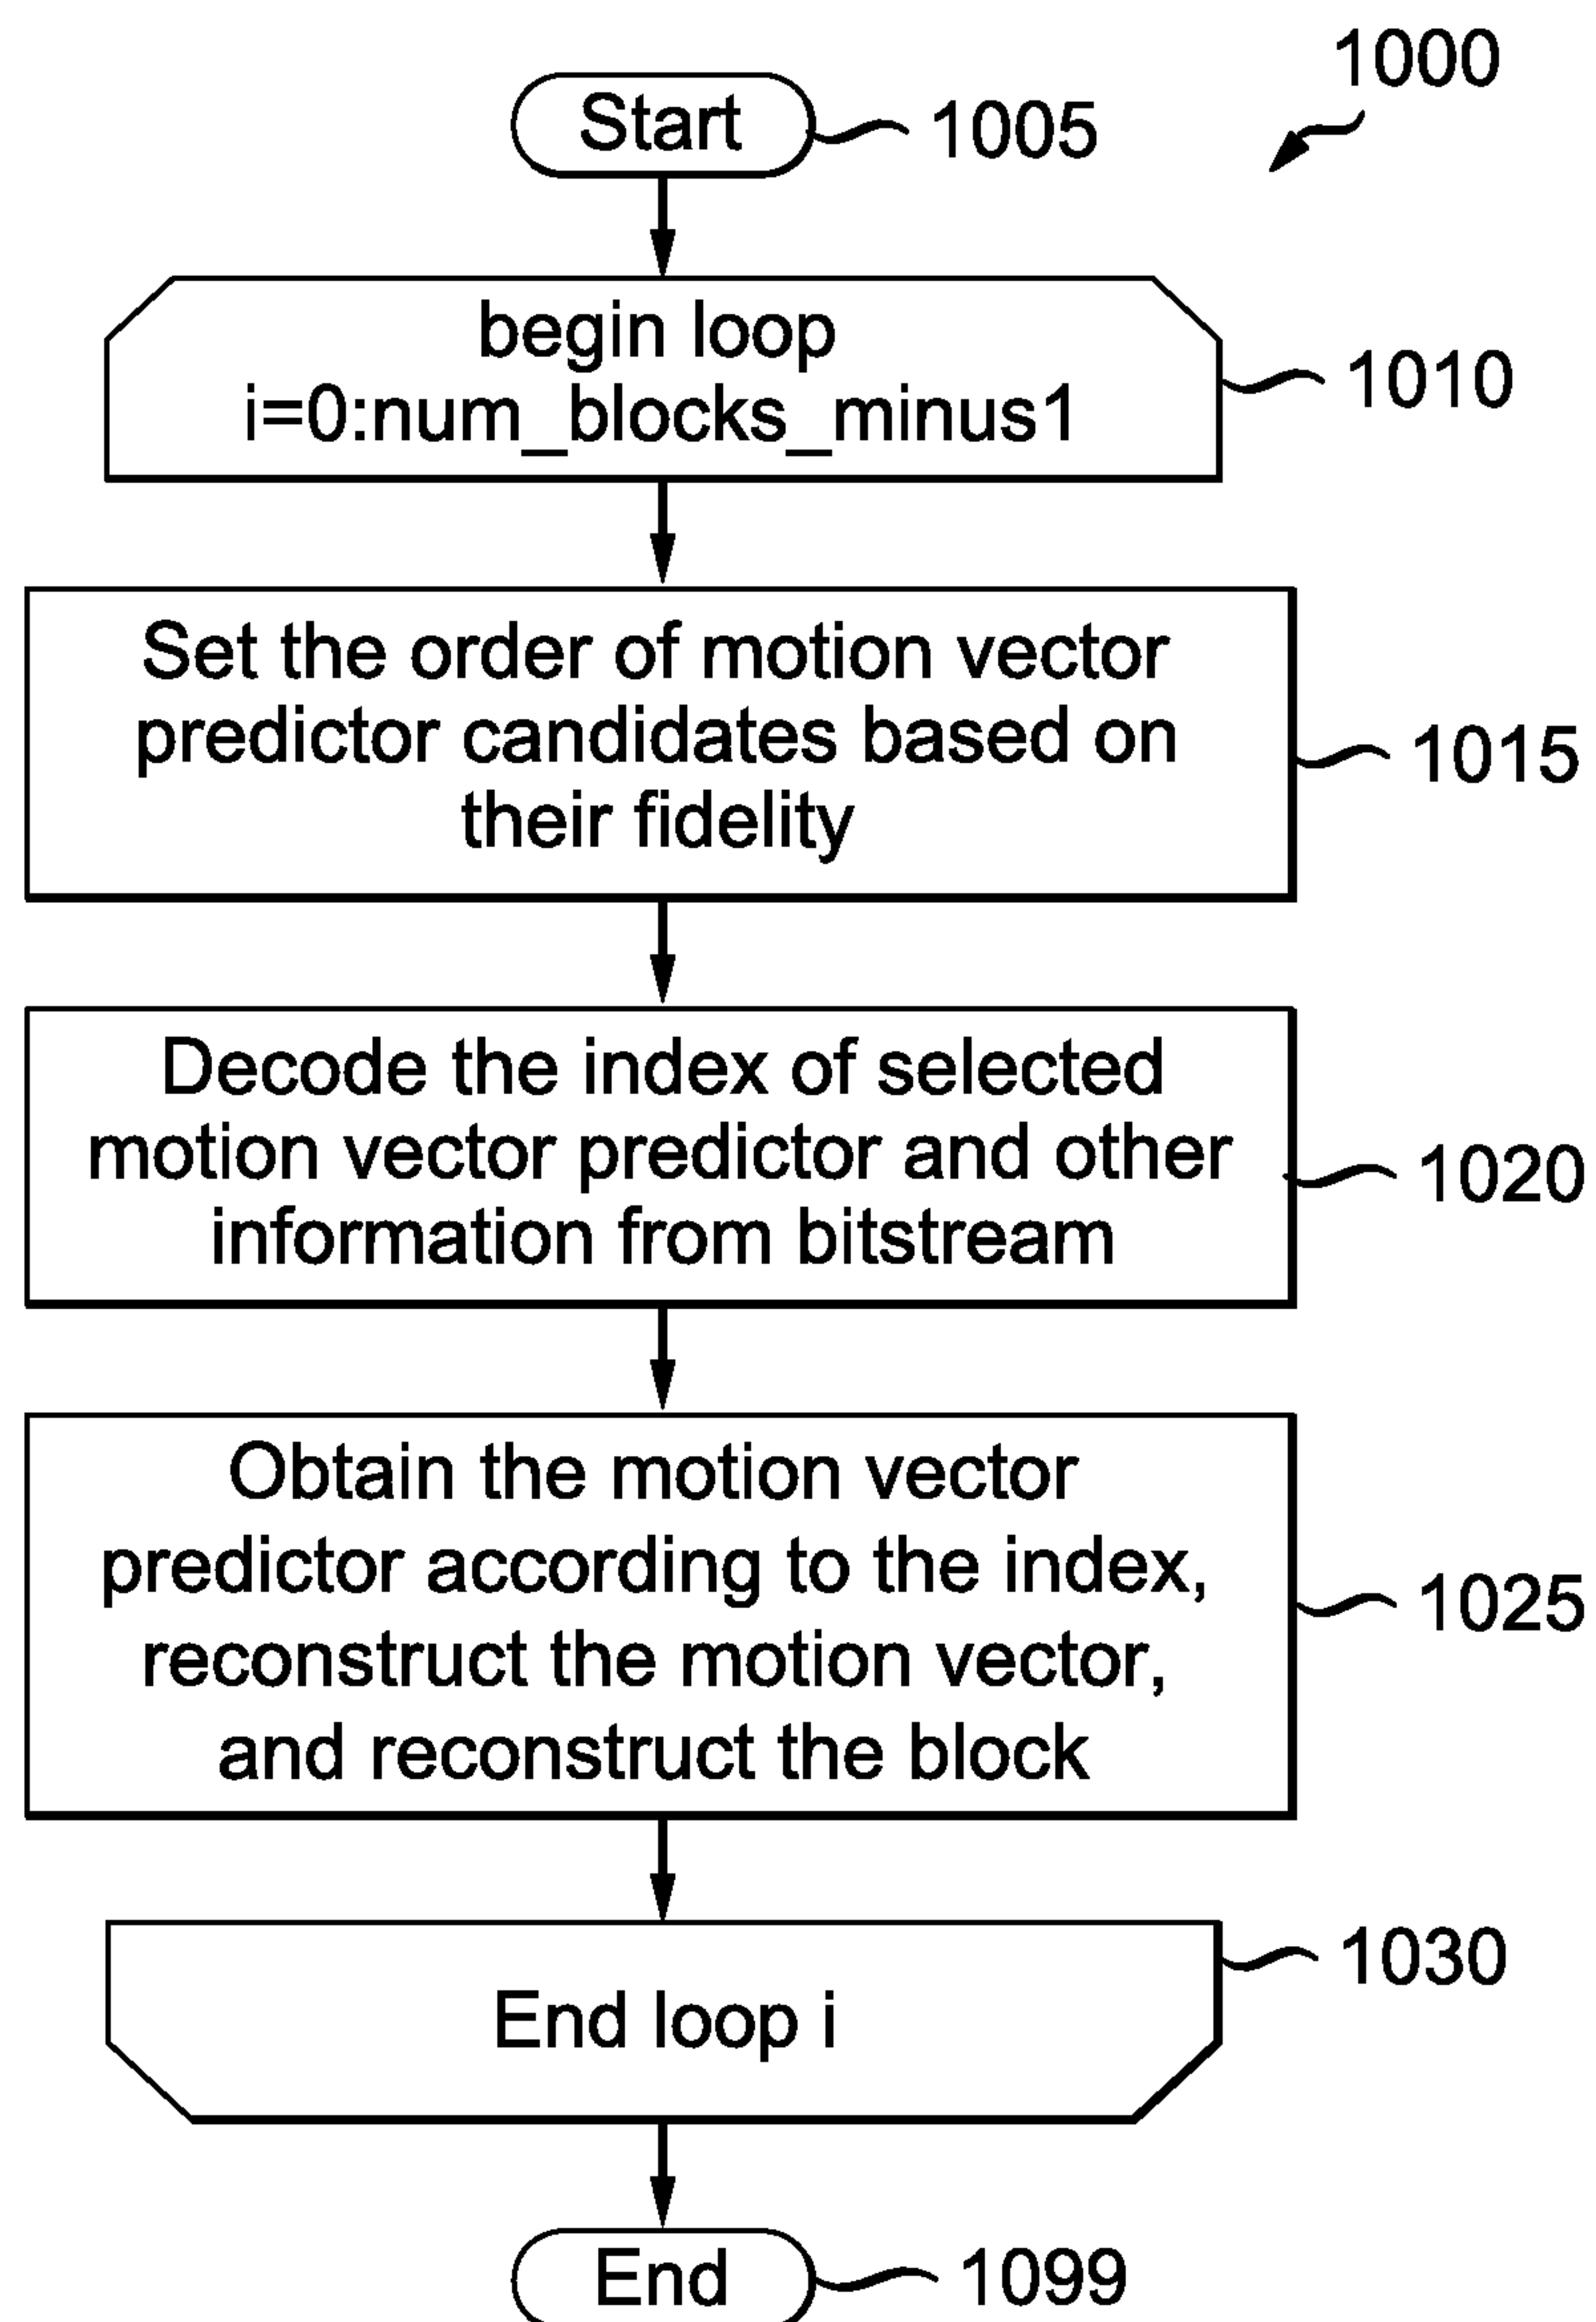 1000
Start
1005
begin loop
i=0:num_blocks_minus1
1010
Set the order of motion vector
predictor candidates based on
their fidelity
1015
Decode the index of selected
motion vector predictor and other
information from bitstream
1020
Obtain the motion vector
predictor according to the index,
reconstruct the motion vector,
and reconstruct the block
1025
End loop i
1030
End
1099